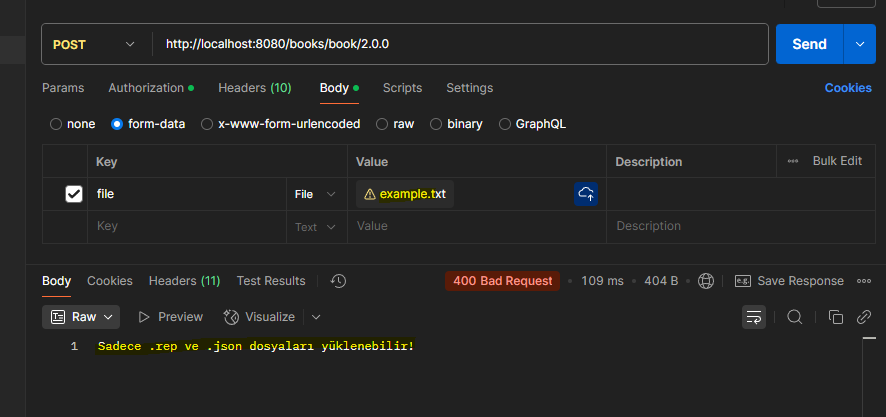 POST http://localhost:8080/books/book/2.0.0 Send
Params Authorization Headers (10) Body Scripts Settings Cookies
none form-data x-www-form-urlencoded raw binary GraphQL
Key Value Description Bulk Edit
file File example.txt
Key Text Value Description
Body Cookies Headers (11) Test Results 400 Bad Request 109 ms 404 B e.g. Save Response
Raw Preview Visualize
1 Sadece .rep ve .json dosyaları yüklenebilir!